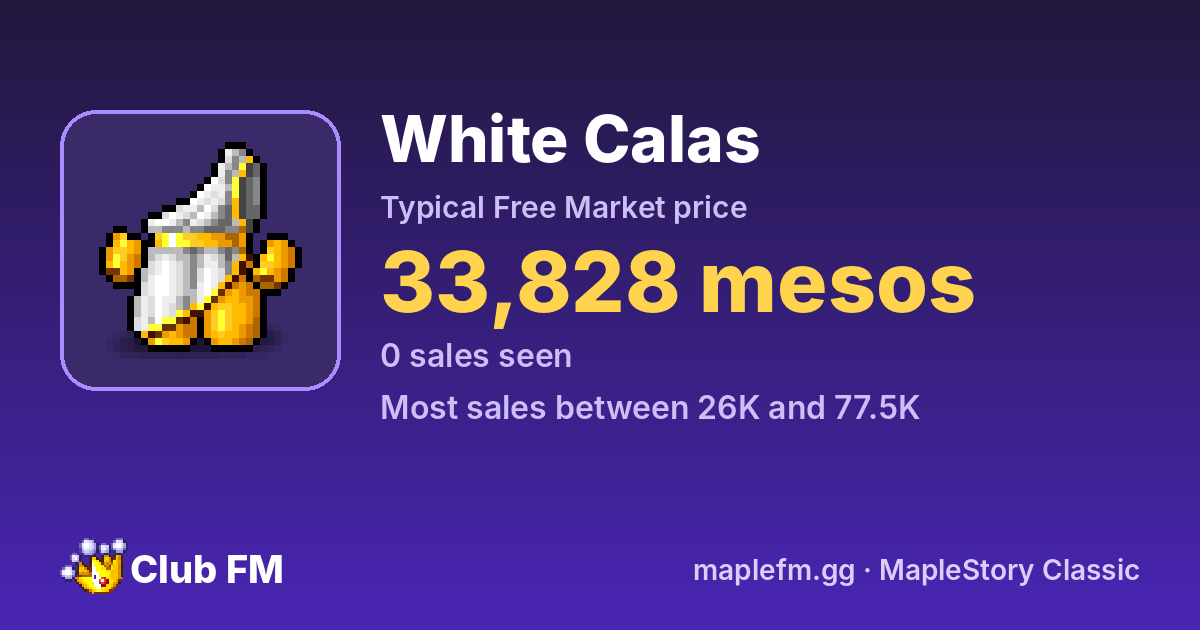 White Calas
Typical Free Market price
33,828 mesos
0 sales seen
Most sales between 26K and 77.5K
Club FM
maplefm.gg · MapleStory Classic